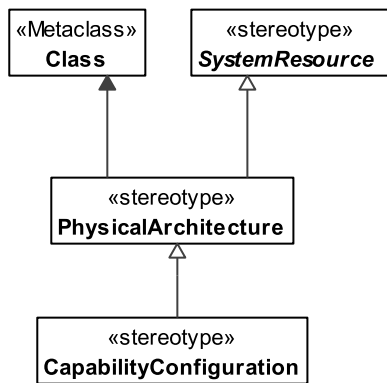 «Metaclass»
Class
«stereotype»
SystemResource
«stereotype»
PhysicalArchitecture
«stereotype»
CapabilityConfiguration